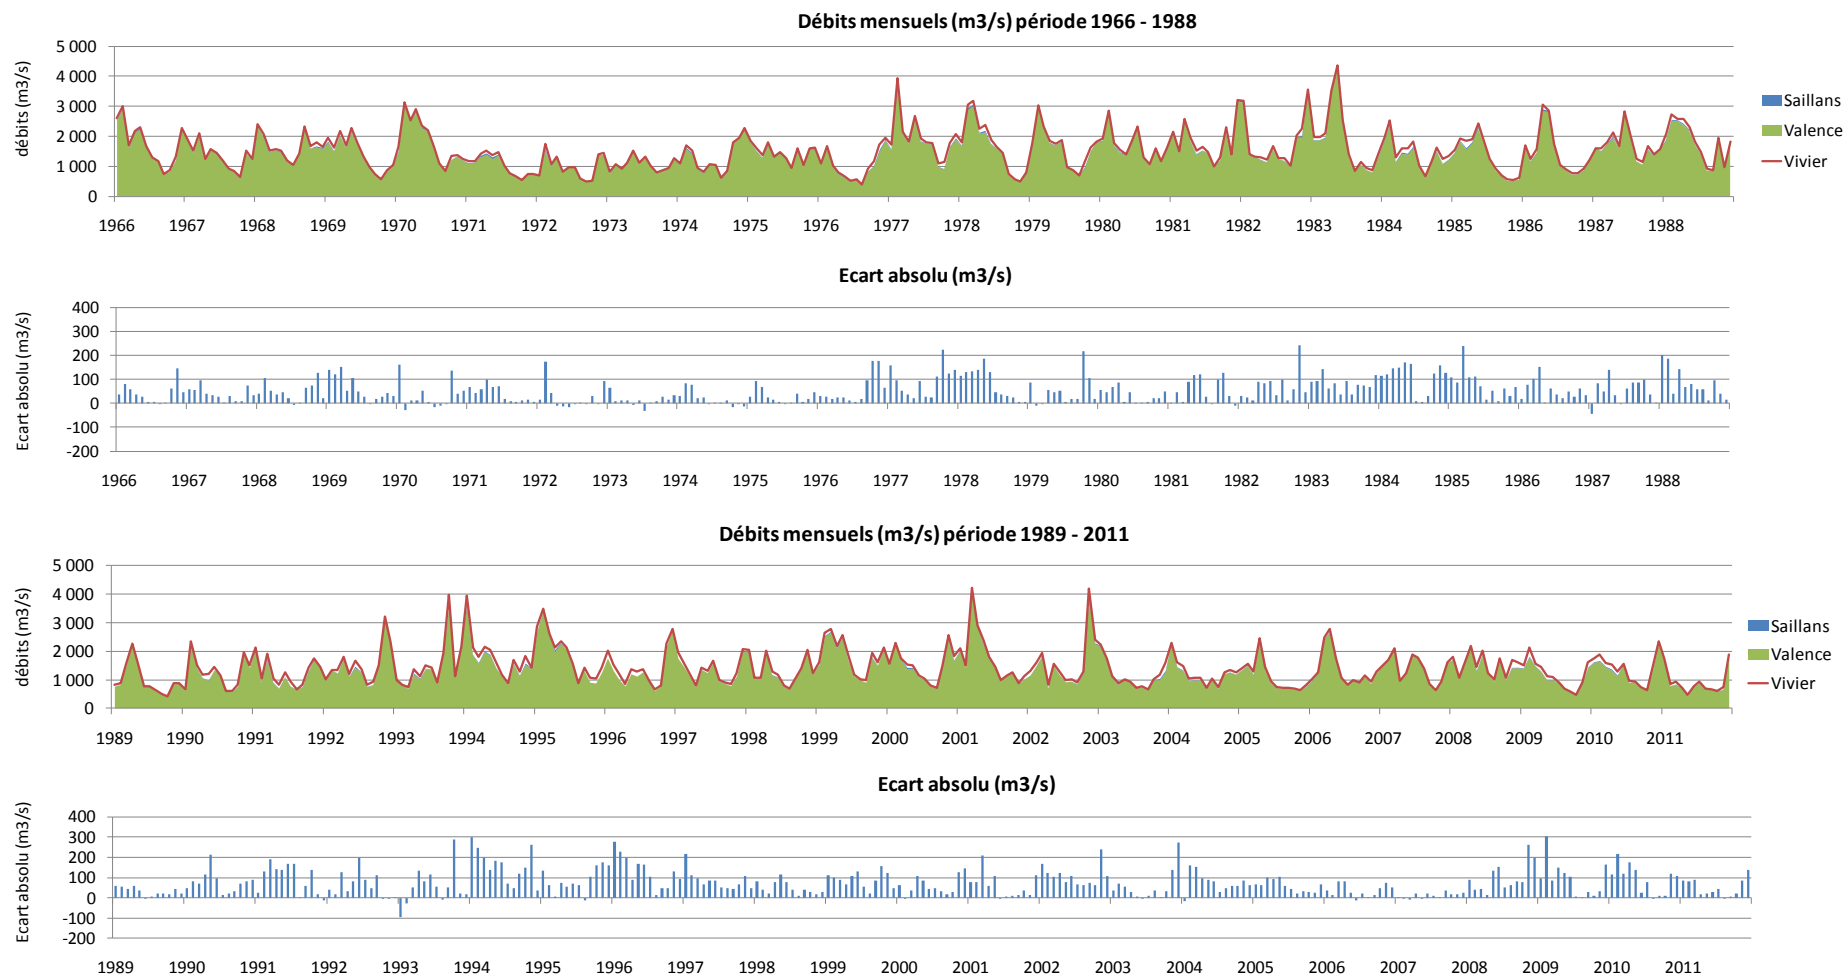 Débits mensuels (m3/s) période 1966 - 1988
débits (m3/s)
5 000
4 000
3 000
2 000
1 000
0
1966 1967 1968 1969 1970 1971 1972 1973 1974 1975 1976 1977 1978 1979 1980 1981 1982 1983 1984 1985 1986 1987 1988
Saillans
Valence
Vivier
Ecart absolu (m3/s)
Ecart absolu (m3/s)
400
300
200
100
0
-100
-200
1966 1967 1968 1969 1970 1971 1972 1973 1974 1975 1976 1977 1978 1979 1980 1981 1982 1983 1984 1985 1986 1987 1988
Débits mensuels (m3/s) période 1989 - 2011
débits (m3/s)
5 000
4 000
3 000
2 000
1 000
0
1989 1990 1991 1992 1993 1994 1995 1996 1997 1998 1999 2000 2001 2002 2003 2004 2005 2006 2007 2008 2009 2010 2011
Saillans
Valence
Vivier
Ecart absolu (m3/s)
Ecart absolu (m3/s)
400
300
200
100
0
-100
-200
1989 1990 1991 1992 1993 1994 1995 1996 1997 1998 1999 2000 2001 2002 2003 2004 2005 2006 2007 2008 2009 2010 2011